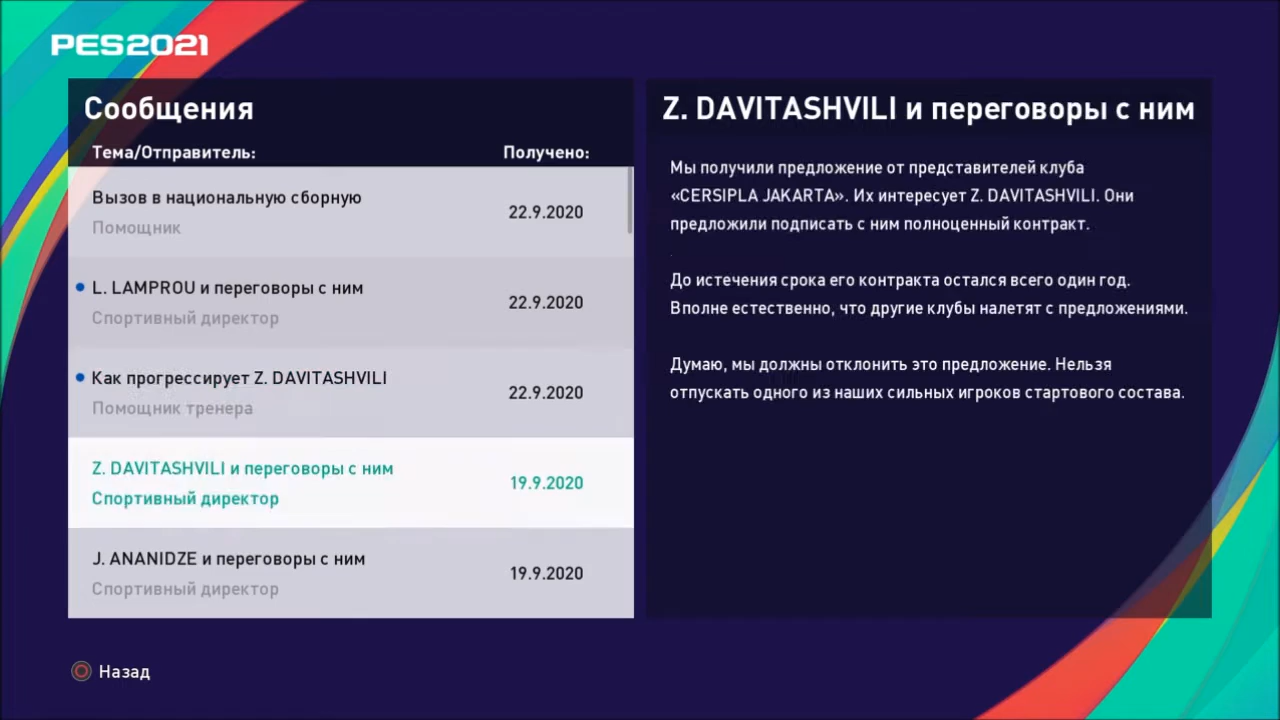 PES2021
Сообщения
Тема/Отправитель: Получено:
Вызов в национальную сборную
Помощник
22.9.2020
L. LAMPROU и переговоры с ним
Спортивный директор
22.9.2020
Как прогрессирует Z. DAVITASHVILI
Помощник тренера
22.9.2020
Z. DAVITASHVILI и переговоры с ним
Спортивный директор
19.9.2020
J. ANANIDZE и переговоры с ним
Спортивный директор
19.9.2020
Z. DAVITASHVILI и переговоры с ним
Мы получили предложение от представителей клуба
«CERSIPLA JAKARTA». Их интересует Z. DAVITASHVILI. Они
предложили подписать с ним полноценный контракт.
До истечения срока его контракта остался всего один год.
Вполне естественно, что другие клубы налетят с предложениями.
Думаю, мы должны отклонить это предложение. Нельзя
отпускать одного из наших сильных игроков стартового состава.
Назад